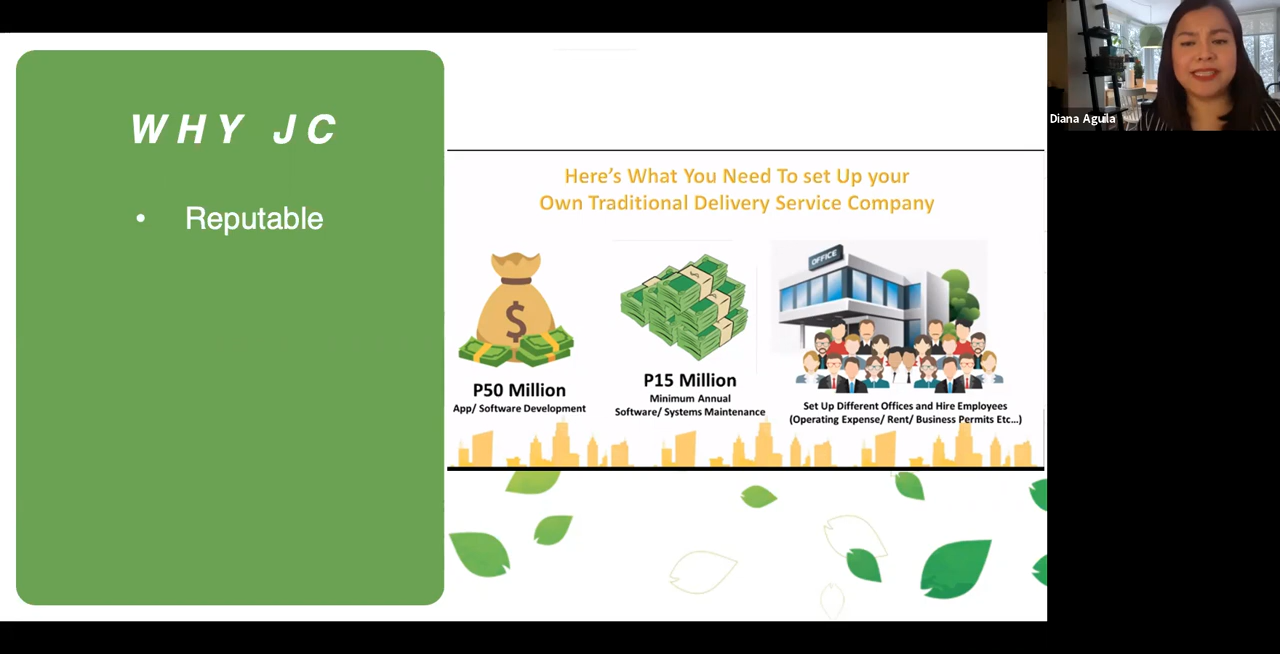 WHY JC
• Reputable
Here's What You Need To set Up your
Own Traditional Delivery Service Company
OFFICE
$
P50 Million
App/ Software Development
P15 Million
Minimum Annual
Software/ Systems Maintenance
Set Up Different Offices and Hire Employees
(Operating Expense/ Rent/ Business Permits Etc...)
Diana Aguila